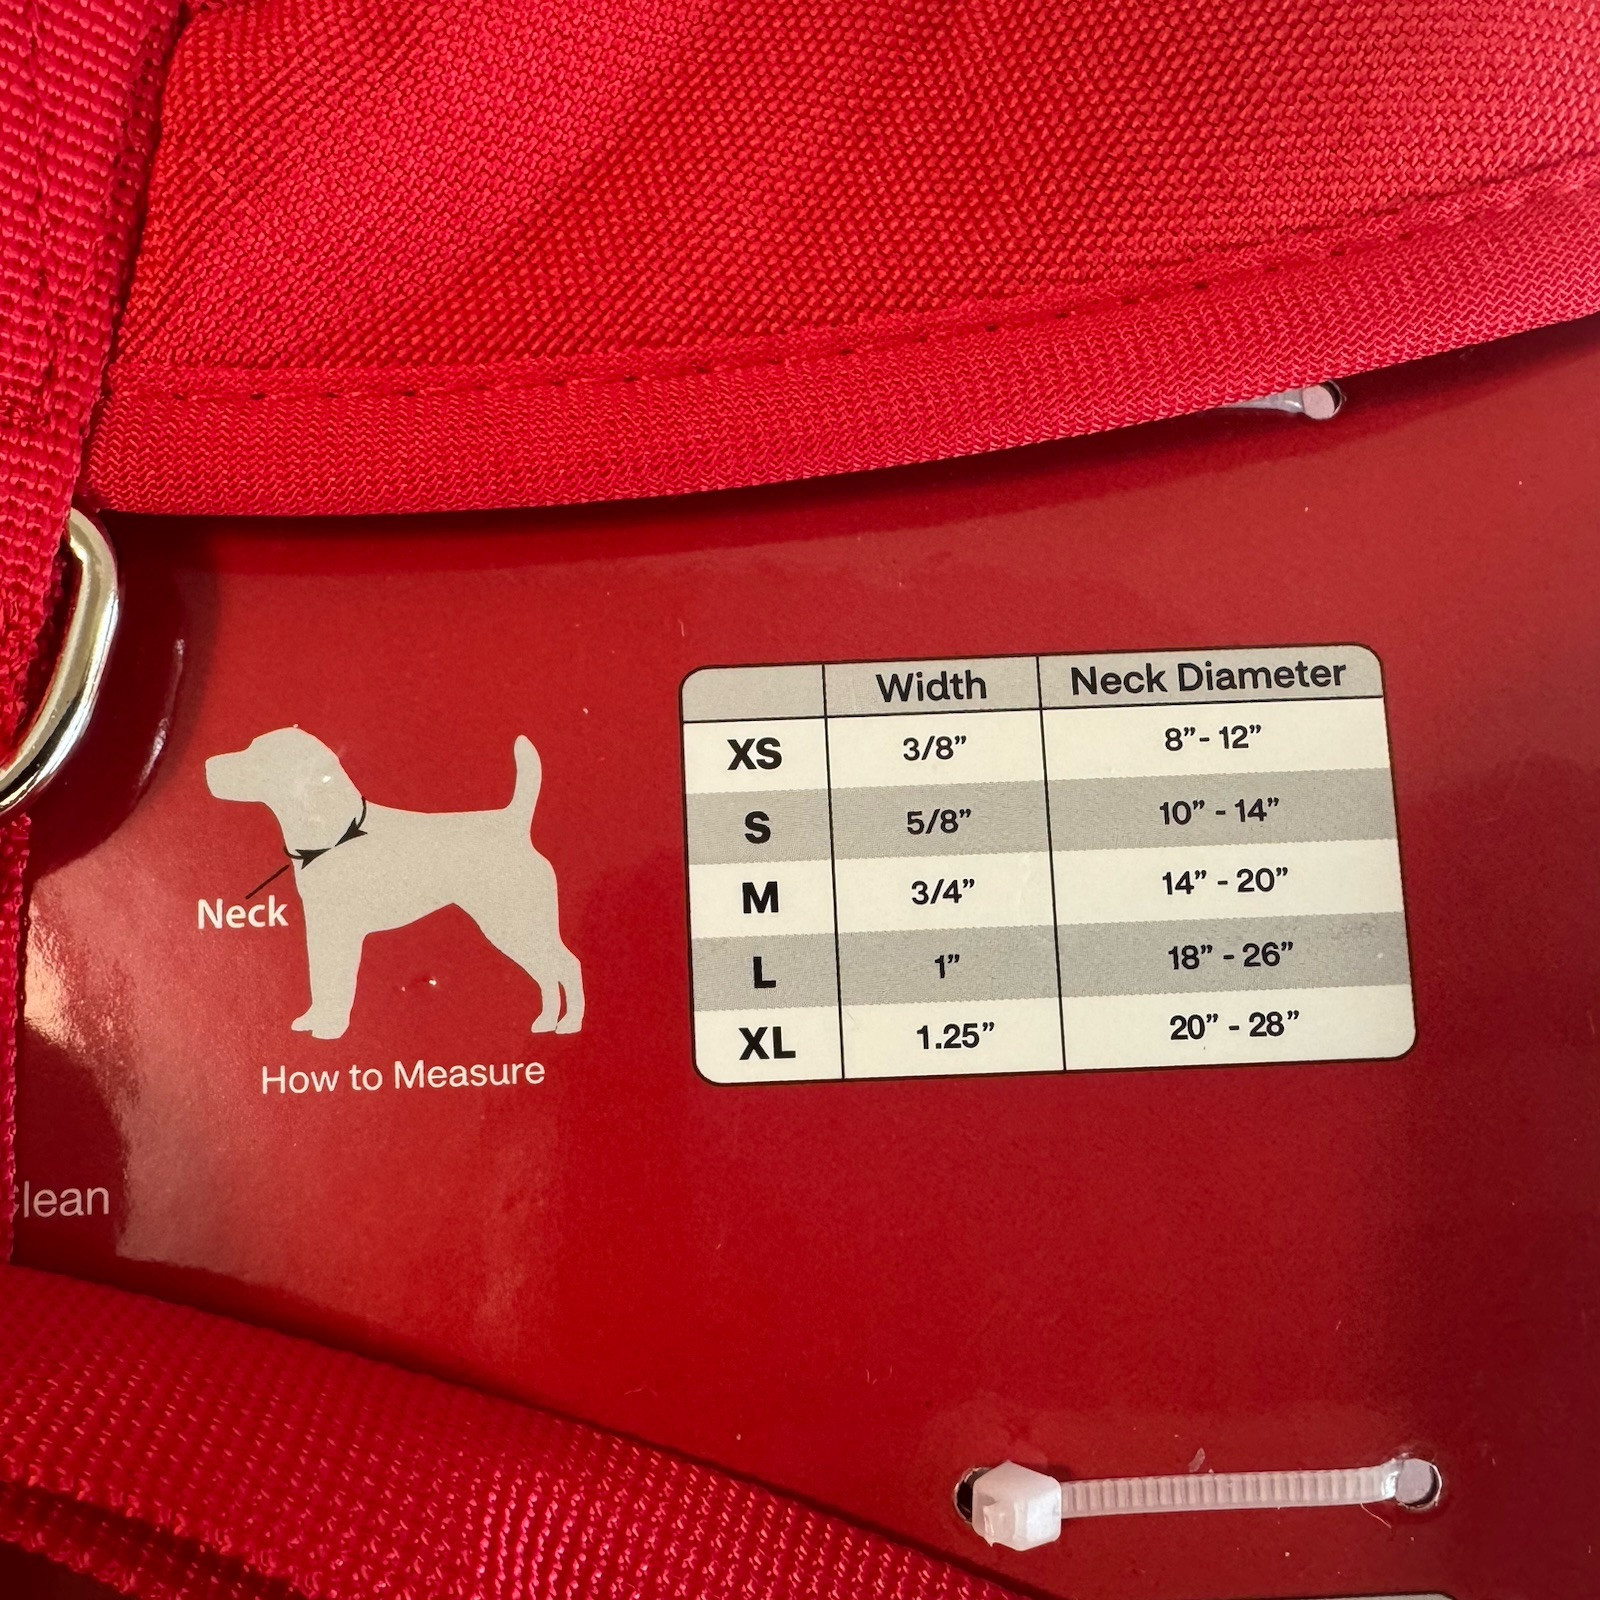 Width Neck Diameter
XS 3/8” 8”- 12”
S 5/8” 10” - 14”
M 3/4” 14” - 20”
L 1” 18” - 26”
XL 1.25” 20” - 28”
Neck
How to Measure